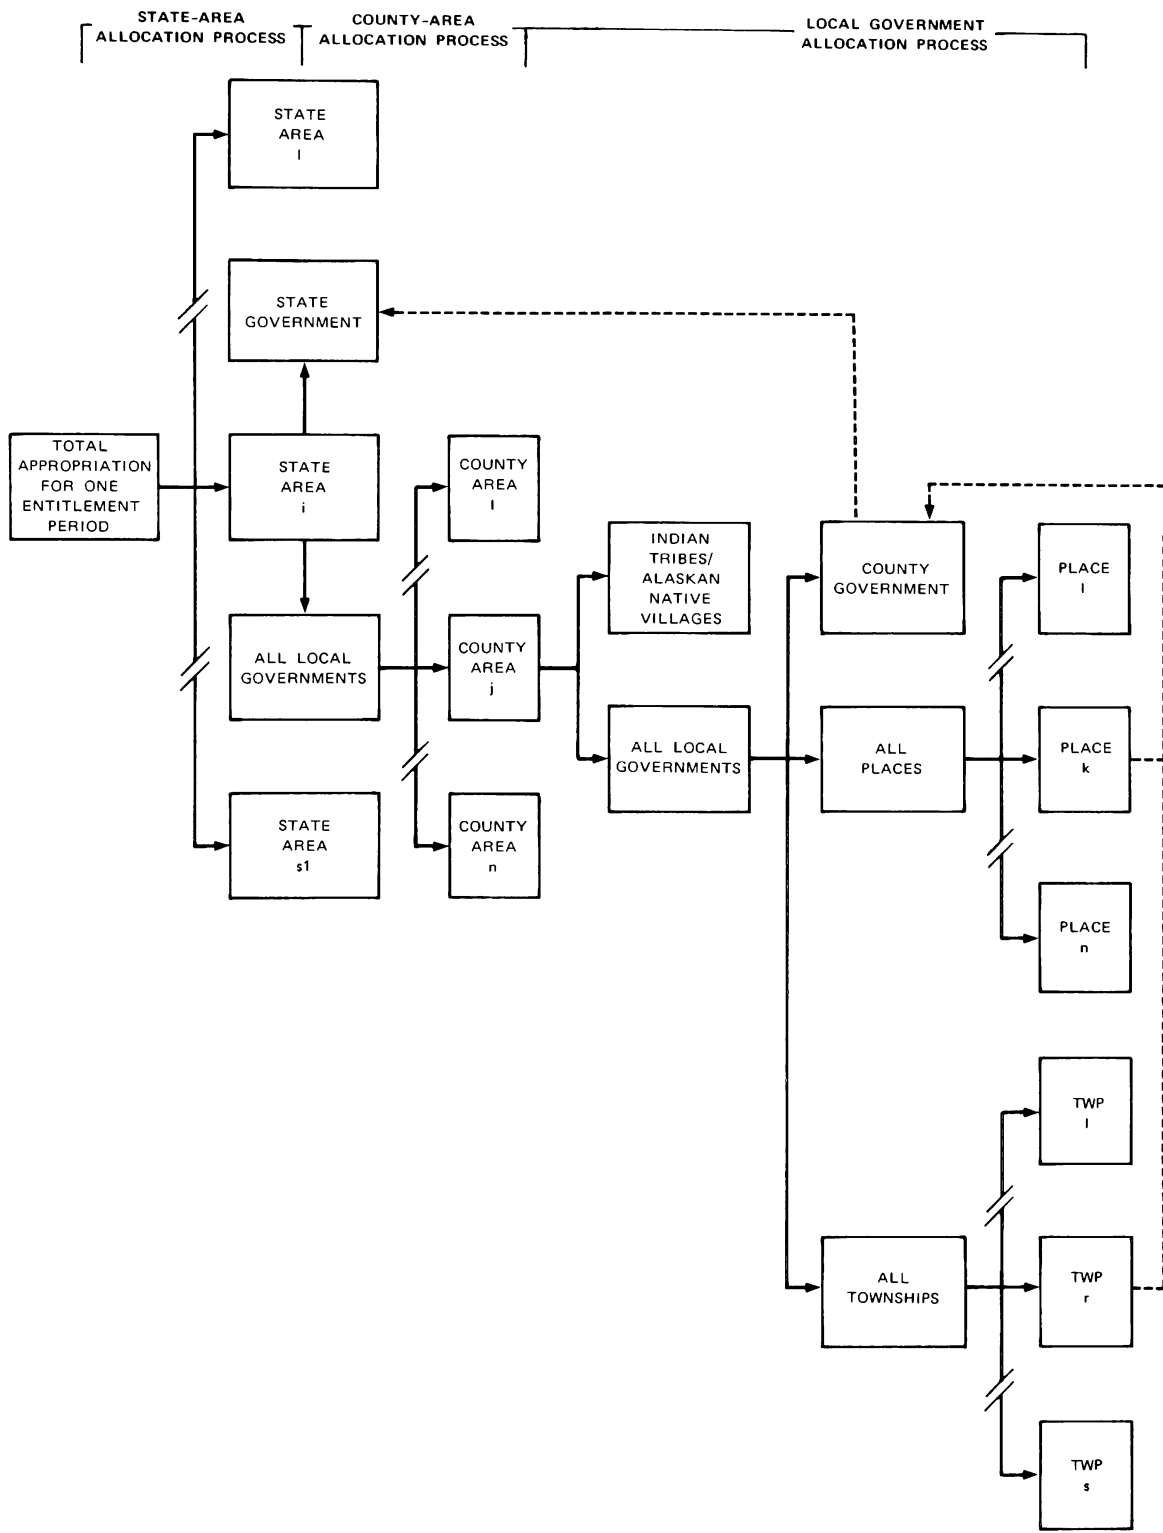 STATE-AREA
ALLOCATION PROCESS
COUNTY-AREA
ALLOCATION PROCESS
LOCAL GOVERNMENT
ALLOCATION PROCESS
STATE
AREA
I
STATE
GOVERNMENT
TOTAL
APPROPRIATION
FOR ONE
ENTITLEMENT
PERIOD
STATE
AREA
i
ALL LOCAL
GOVERNMENTS
STATE
AREA
s1
COUNTY
AREA
I
COUNTY
AREA
j
COUNTY
AREA
n
INDIAN
TRIBES/
ALASKAN
NATIVE
VILLAGES
ALL LOCAL
GOVERNMENTS
COUNTY
GOVERNMENT
ALL
PLACES
ALL
TOWNSHIPS
PLACE
I
PLACE
k
PLACE
n
TWP
I
TWP
r
TWP
s